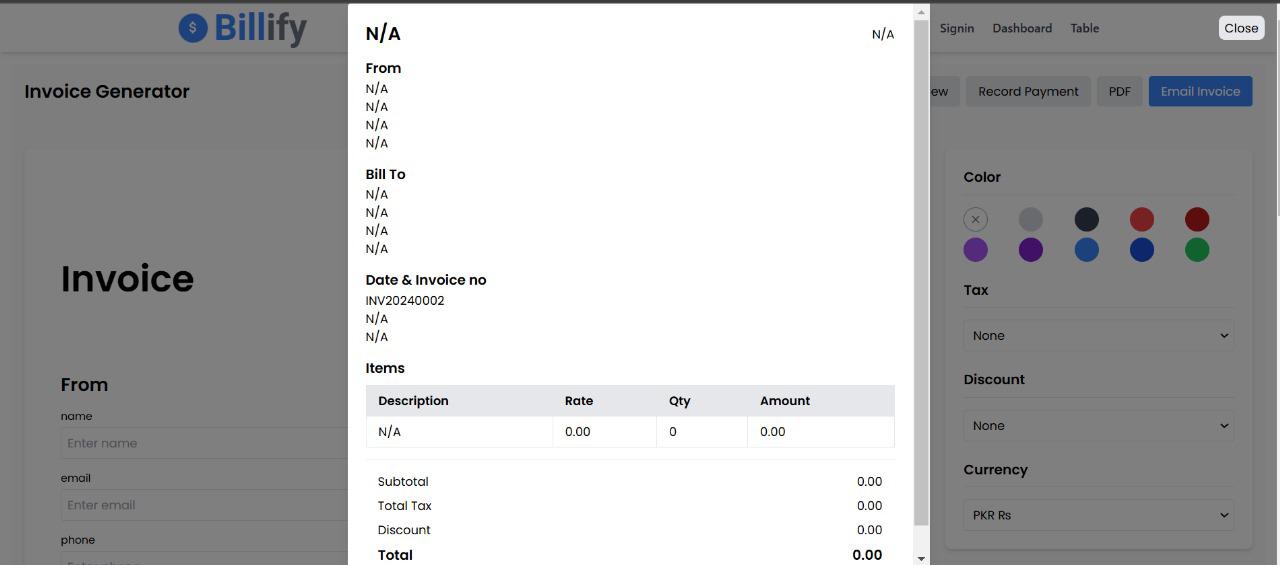 $ Billify
Signin Dashboard Table
Close
Invoice Generator
ew Record Payment PDF Email Invoice
N/A
N/A
From
N/A
N/A
N/A
N/A
Bill To
N/A
N/A
N/A
N/A
Date & Invoice no
INV20240002
N/A
N/A
Items
Description Rate Qty Amount
N/A 0.00 0 0.00
Subtotal 0.00
Total Tax 0.00
Discount 0.00
Total 0.00
Invoice
From
name
Enter name
email
Enter email
phone
Color
Tax
None
Discount
None
Currency
PKR Rs